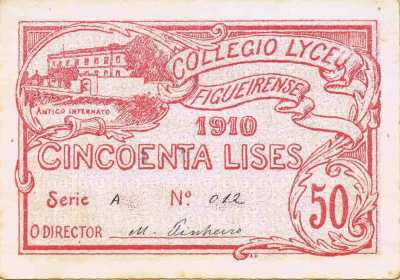 COLLEGIO LYCEU
FIGUEIRENSE
ANTIGO INTERNATO
1910
CINCOENTA LISES
Serie A Nº 012
50
O DIRECTOR M. Pinheiro